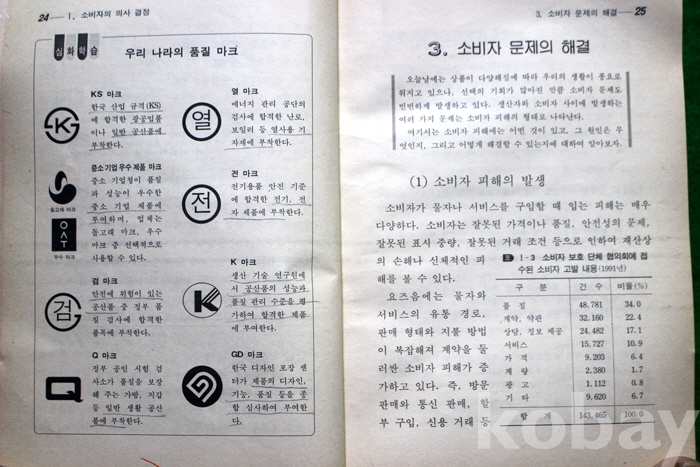 24 Ⅰ. 소비자의 의사 결정
심화학습
우리 나라의 품질 마크
KS 마크
한국 산업 규격(KS)
에 합격한 광공업품
이나 일반 공산품에
부착한다.
중소기업 우수 제품 마크
중소 기업청이 품질
과 성능이 우수한
중소 기업 제품에
부여하며, 업체는
돌고래 마크, 우수
마크 중 선택적으로
사용할 수 있다.
돌고래 마크
우수 마크
검
검 마크
안전에 위험이 있는
공산품 중 정부 품
질 검사에 합격한
품목에 부착한다.
Q
Q 마크
정부 공인 시험 검
사소가 품질을 보장
해 주는 가방, 지갑
등 일반 생활 공산
품에 부착한다.
열
열 마크
에너지 관리 공단의
검사에 합격한 난로,
보일러 등 열사용 기
자재에 부착한다.
전
전 마크
전기용품 안전 기준
에 합격한 전기, 전
자 제품에 부착한다.
K
K 마크
생산 기술 연구원에
서 공산품의 성능과
품질 관리 수준을 평
가하여 합격한 제품
에 부여한다.
GD 마크
한국 디자인 포장 센
터가 제품의 디자인,
기능, 품질 등을 종
합 심사하여 부여한
다.
3. 소비자 문제의 해결 25
3. 소비자 문제의 해결
오늘날에는 상품이 다양해짐에 따라 우리의 생활이 풍요로
워지고 있으나, 선택의 기회가 많아진 만큼 소비자 문제도
빈번하게 발생하고 있다. 생산자와 소비자 사이에 발생하는
여러 가지 문제는 소비자 피해의 형태로 나타난다.
여기서는 소비자 피해에는 어떤 것이 있고, 그 원인은 무
엇인지, 그리고 어떻게 해결할 수 있는지에 대하여 알아보자.
(1) 소비자 피해의 발생
소비자가 물자나 서비스를 구입할 때 입는 피해는 매우
다양하다. 소비자는 잘못된 가격이나 품질, 안전성의 문제,
잘못된 표시 중량, 잘못된 거래 조건 등으로 인하여 재산상
의 손해나 신체적인 피
해를 볼 수 있다.
요즈음에는 물자와
서비스의 유통 경로,
판매 형태와 지불 방법
이 복잡해져 계약을 둘
러싼 소비자 피해가 증
가하고 있다. 즉, 방문
판매와 통신 판매, 할
부 구입, 신용 거래 등
표 Ⅰ-3 소비자 보호 단체 협의회에 접
수된 소비자 고발 내용(1991년)
구 분 건 수 비율(%)
품 질 48,781 34.0
계약, 약관 32,160 22.4
상담, 정보 제공 24,482 17.1
서비스 15,727 10.9
가 격 9,203 6.4
계 량 2,380 1.7
광 고 1,112 0.8
기 타 9,620 6.7
합 계 143,465 100.0
kobay